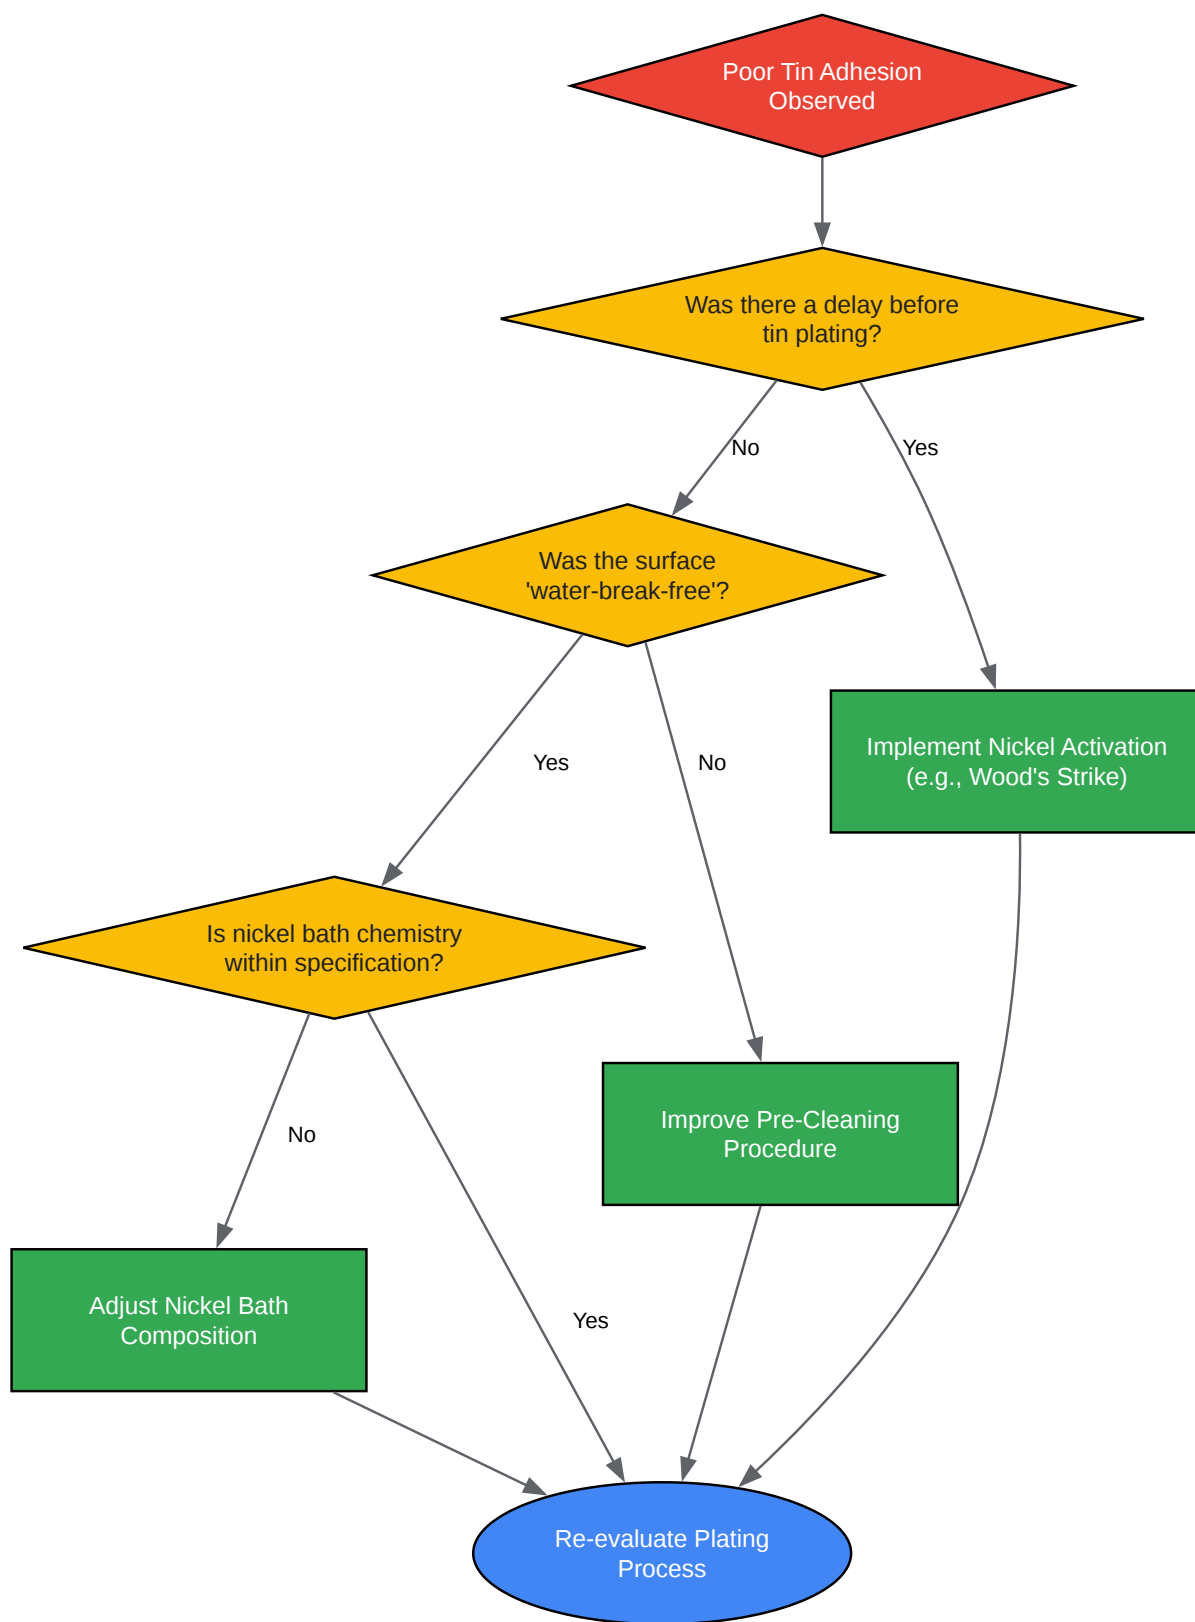 Poor Tin Adhesion
Observed
Was there a delay before
tin plating?
No
Yes
Was the surface
'water-break-free'?
Implement Nickel Activation
(e.g., Wood's Strike)
Yes
No
Is nickel bath chemistry
within specification?
Improve Pre-Cleaning
Procedure
No
Adjust Nickel Bath
Composition
Yes
Re-evaluate Plating
Process